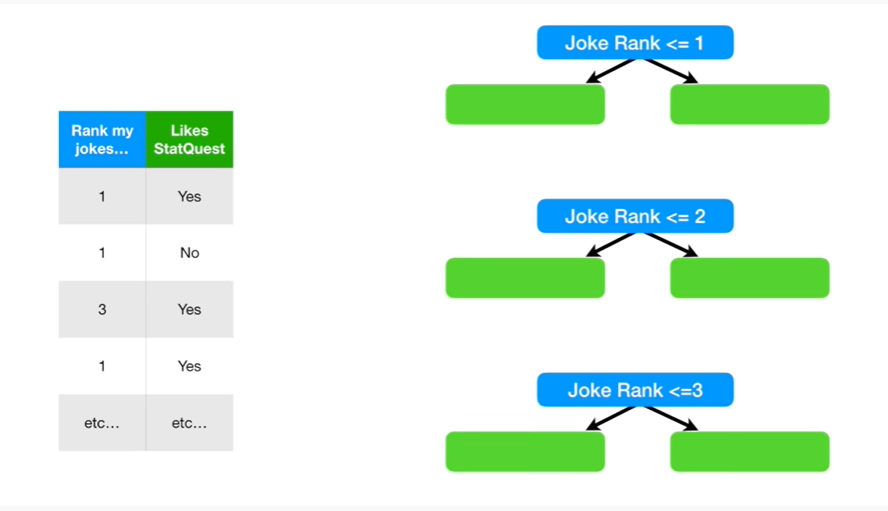 Joke Rank <= 1
Rank my jokes...
Likes StatQuest
1 Yes
1 No
3 Yes
1 Yes
etc... etc...
Joke Rank <= 2
Joke Rank <=3